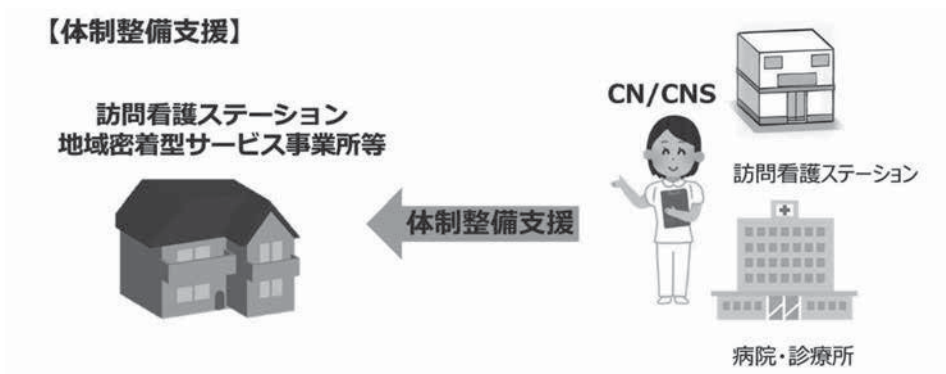 【体制整備支援】
訪問看護ステーション
地域密着型サービス事業所等
体制整備支援
CN/CNS
訪問看護ステーション
病院・診療所